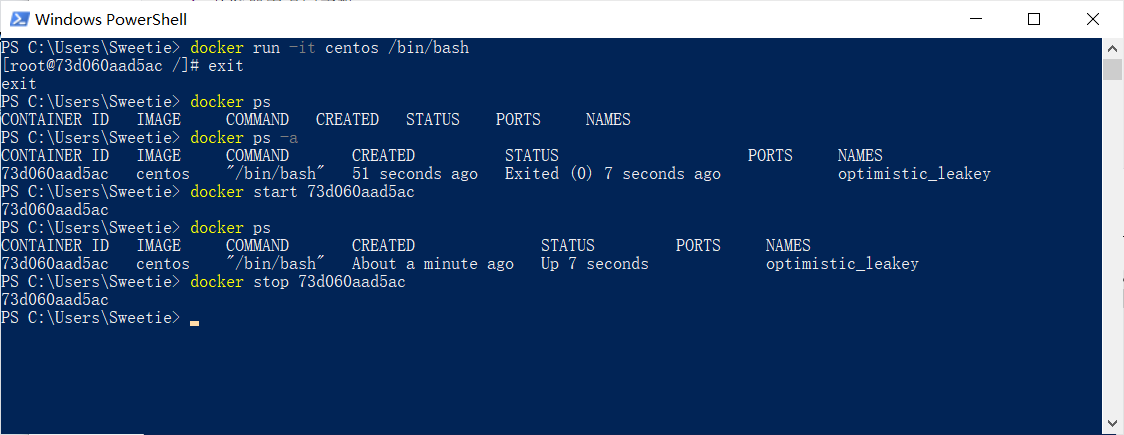 Windows PowerShell
PS C:\Users\Sweetie> docker run -it centos /bin/bash
[root@73d060aad5ac /]# exit
exit
PS C:\Users\Sweetie> docker ps
CONTAINER ID   IMAGE     COMMAND   CREATED   STATUS    PORTS     NAMES
PS C:\Users\Sweetie> docker ps -a
CONTAINER ID   IMAGE     COMMAND       CREATED          STATUS                     PORTS     NAMES
73d060aad5ac   centos    "/bin/bash"   51 seconds ago   Exited (0) 7 seconds ago             optimistic_leakey
PS C:\Users\Sweetie> docker start 73d060aad5ac
73d060aad5ac
PS C:\Users\Sweetie> docker ps
CONTAINER ID   IMAGE     COMMAND       CREATED              STATUS         PORTS     NAMES
73d060aad5ac   centos    "/bin/bash"   About a minute ago   Up 7 seconds             optimistic_leakey
PS C:\Users\Sweetie> docker stop 73d060aad5ac
73d060aad5ac
PS C:\Users\Sweetie>